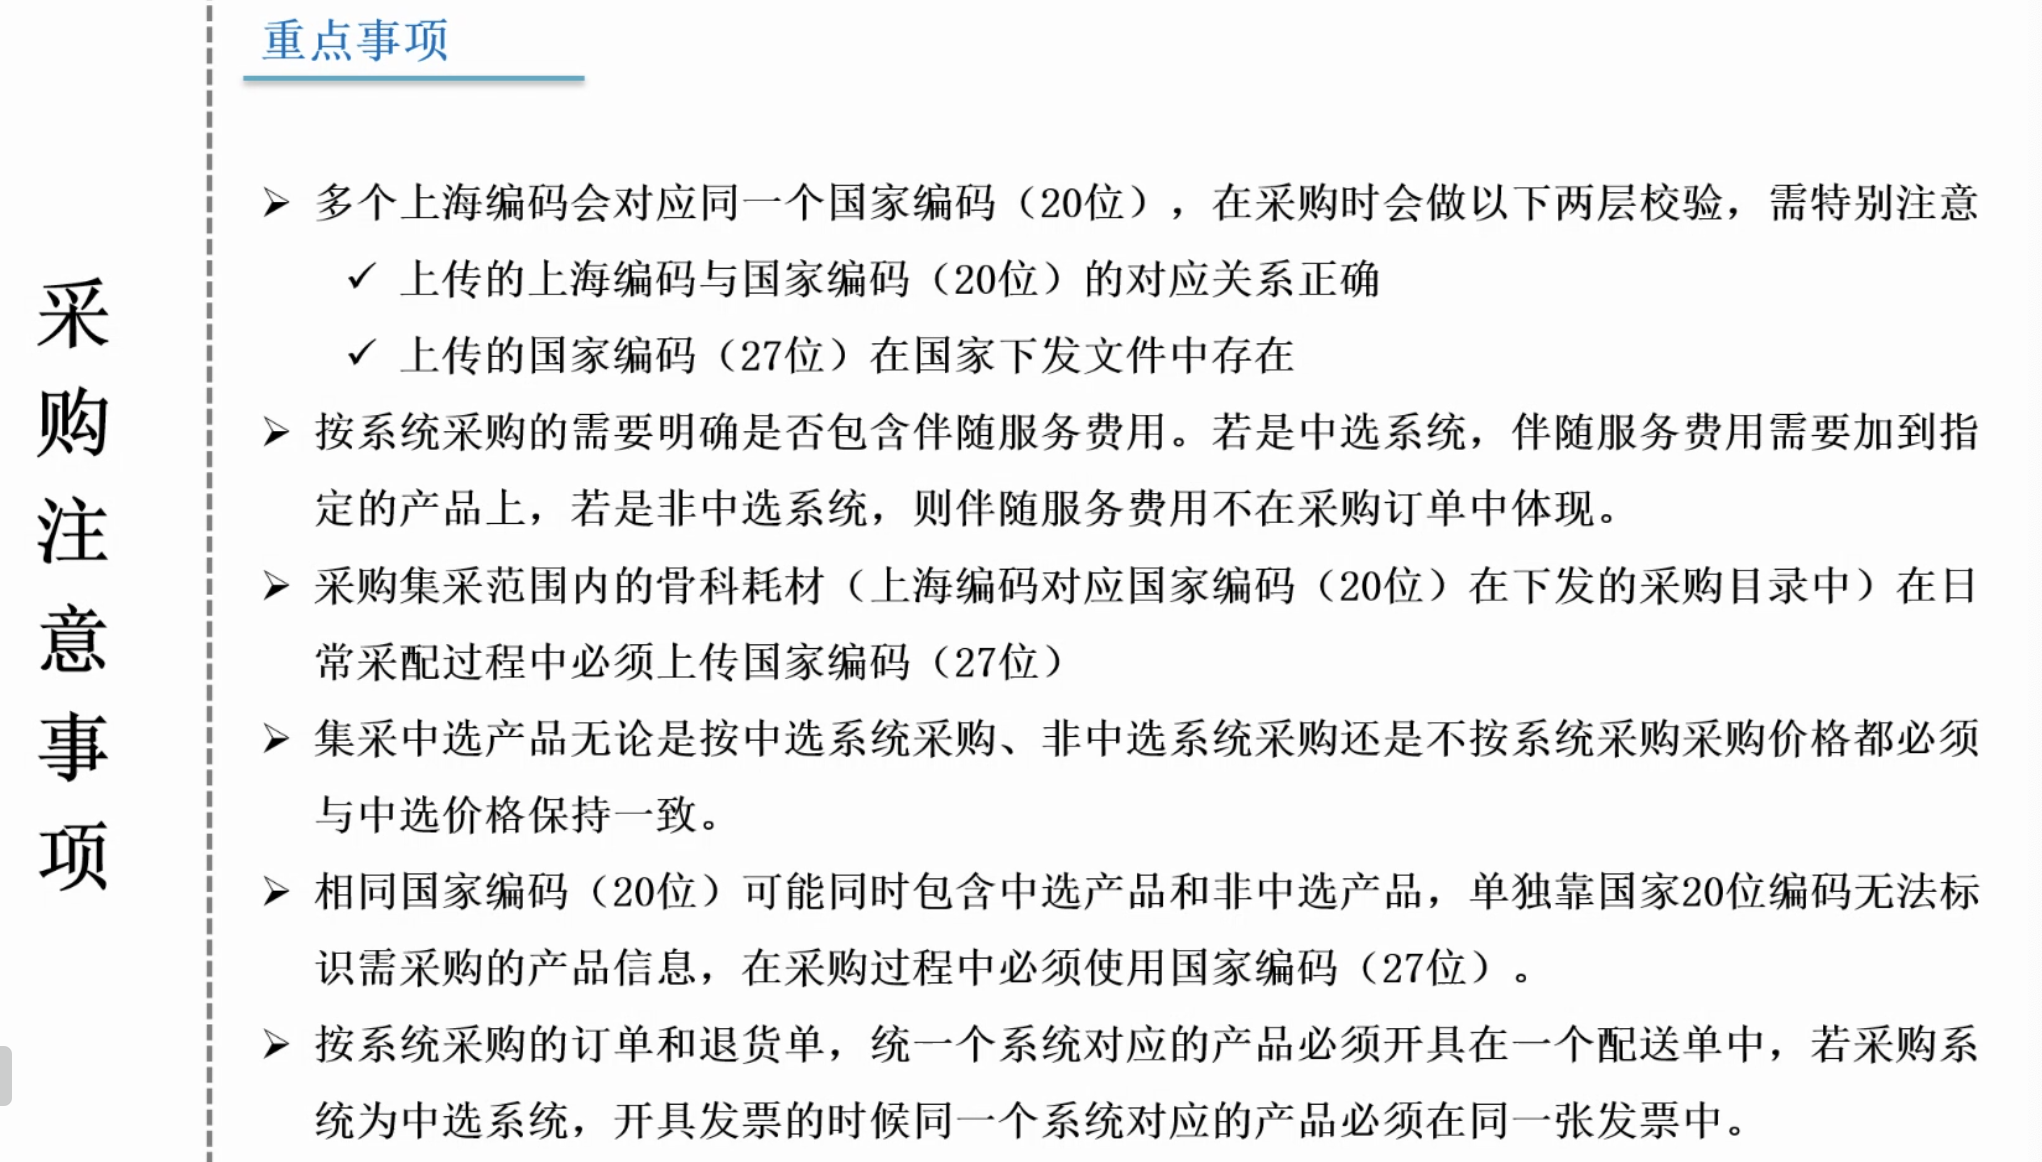 重点事项
采购注意事项
多个上海编码会对应同一个国家编码（20位），在采购时会做以下两层校验，需特别注意
上传的上海编码与国家编码（20位）的对应关系正确
上传的国家编码（27位）在国家下发文件中存在
按系统采购的需要明确是否包含伴随服务费用。若是中选系统，伴随服务费用需要加到指
定的产品上，若是非中选系统，则伴随服务费用不在采购订单中体现。
采购集采范围内的骨科耗材（上海编码对应国家编码（20位）在下发的采购目录中）在日
常采配过程中必须上传国家编码（27位）
集采中选产品无论是按中选系统采购、非中选系统采购还是不按系统采购采购价格都必须
与中选价格保持一致。
相同国家编码（20位）可能同时包含中选产品和非中选产品，单独靠国家20位编码无法标
识需采购的产品信息，在采购过程中必须使用国家编码（27位）。
按系统采购的订单和退货单，统一个系统对应的产品必须开具在一个配送单中，若采购系
统为中选系统，开具发票的时候同一个系统对应的产品必须在同一张发票中。